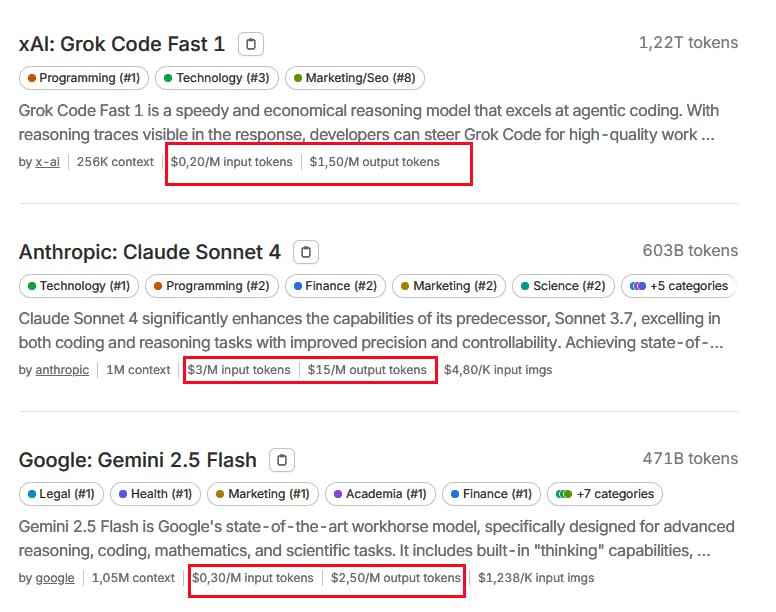 xAI: Grok Code Fast 1
1,22T tokens
Programming (#1) Technology (#3) Marketing/Seo (#8)
Grok Code Fast 1 is a speedy and economical reasoning model that excels at agentic coding. With
reasoning traces visible in the response, developers can steer Grok Code for high-quality work ...
by x-ai | 256K context | $0,20/M input tokens | $1,50/M output tokens
Anthropic: Claude Sonnet 4
603B tokens
Technology (#1) Programming (#2) Finance (#2) Marketing (#2) Science (#2) +5 categories
Claude Sonnet 4 significantly enhances the capabilities of its predecessor, Sonnet 3.7, excelling in
both coding and reasoning tasks with improved precision and controllability. Achieving state-of-...
by anthropic | 1M context | $3/M input tokens | $15/M output tokens | $4,80/K input imgs
Google: Gemini 2.5 Flash
471B tokens
Legal (#1) Health (#1) Marketing (#1) Academia (#1) Finance (#1) +7 categories
Gemini 2.5 Flash is Google's state-of-the-art workhorse model, specifically designed for advanced
reasoning, coding, mathematics, and scientific tasks. It includes built-in "thinking" capabilities, ...
by google | 1,05M context | $0,30/M input tokens | $2,50/M output tokens | $1,238/K input imgs